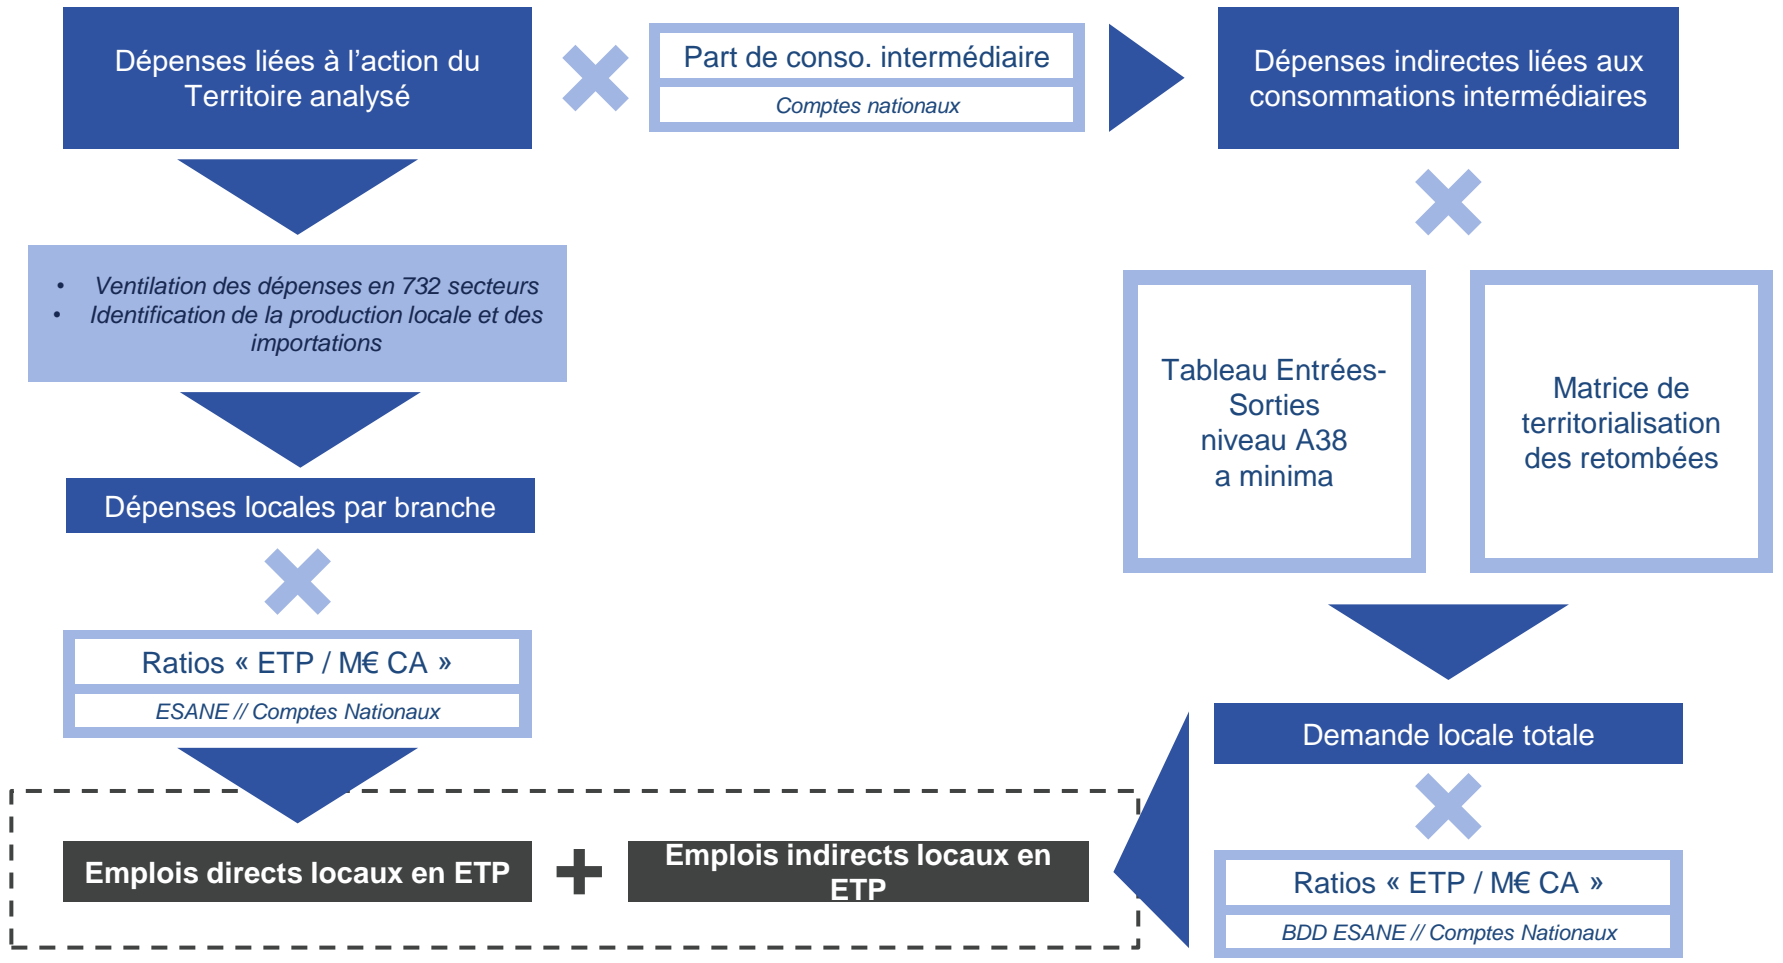 Dépenses liées à l’action du
Territoire analysé
Part de conso. intermédiaire
Comptes nationaux
Dépenses indirectes liées aux
consommations intermédiaires
• Ventilation des dépenses en 732 secteurs
• Identification de la production locale et des
importations
Tableau Entrées-
Sorties
niveau A38
a minima
Matrice de
territorialisation
des retombées
Dépenses locales par branche
Ratios « ETP / M€ CA »
ESANE // Comptes Nationaux
Demande locale totale
Emplois directs locaux en ETP
Emplois indirects locaux en
ETP
Ratios « ETP / M€ CA »
BDD ESANE // Comptes Nationaux